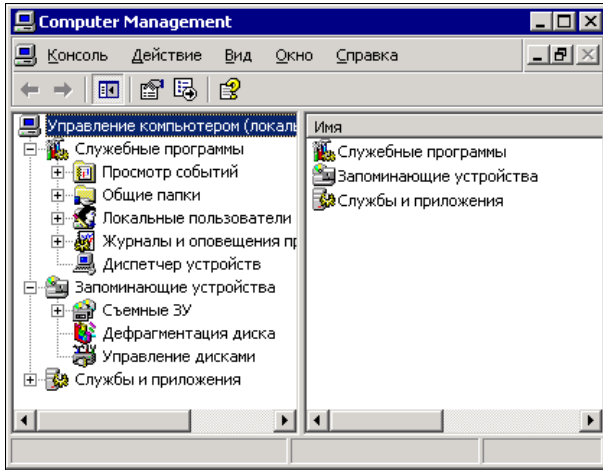 Computer Management
Консоль Действие Вид Окно Справка
Управление компьютером (локаль
Служебные программы
Просмотр событий
Общие папки
Локальные пользователи
Журналы и оповещения пр
Диспетчер устройств
Запоминающие устройства
Съемные ЗУ
Дефрагментация диска
Управление дисками
Службы и приложения
Имя
Служебные программы
Запоминающие устройства
Службы и приложения